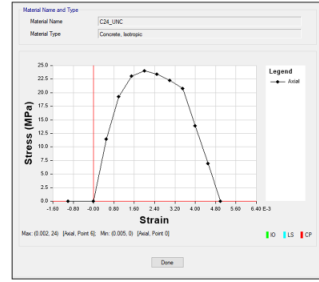 Material Name and Type
Material Name C24_UNC
Material Type Concrete, Isotropic
Legend
Axial
Stress (MPa)
25.0
22.5
20.0
17.5
15.0
12.5
10.0
7.5
5.0
2.5
0.0
-1.60 -0.80 -0.00 0.80 1.60 2.40 3.20 4.00 4.80 5.60 6.40 E-3
Strain
Max: (0.002, 24) [Axial, Point 6]; Min: (0.005, 0) [Axial, Point 0]
IO LS CP
Done